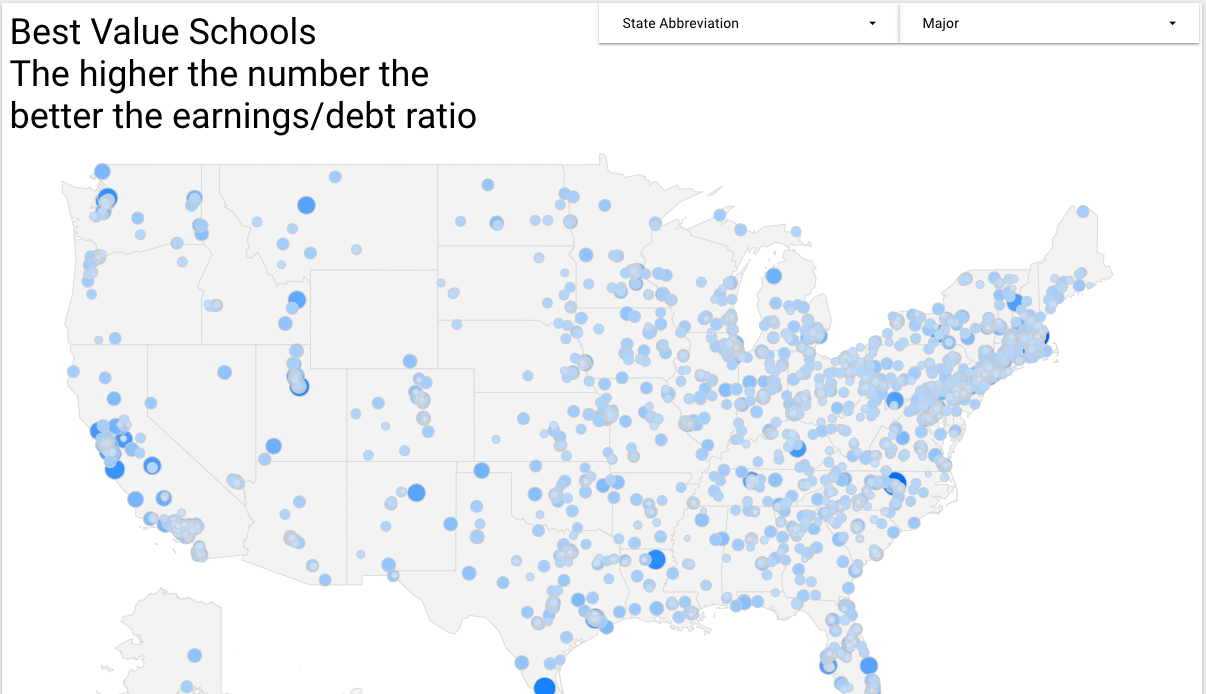 Best Value Schools
The higher the number the
better the earnings/debt ratio
State Abbreviation
Major